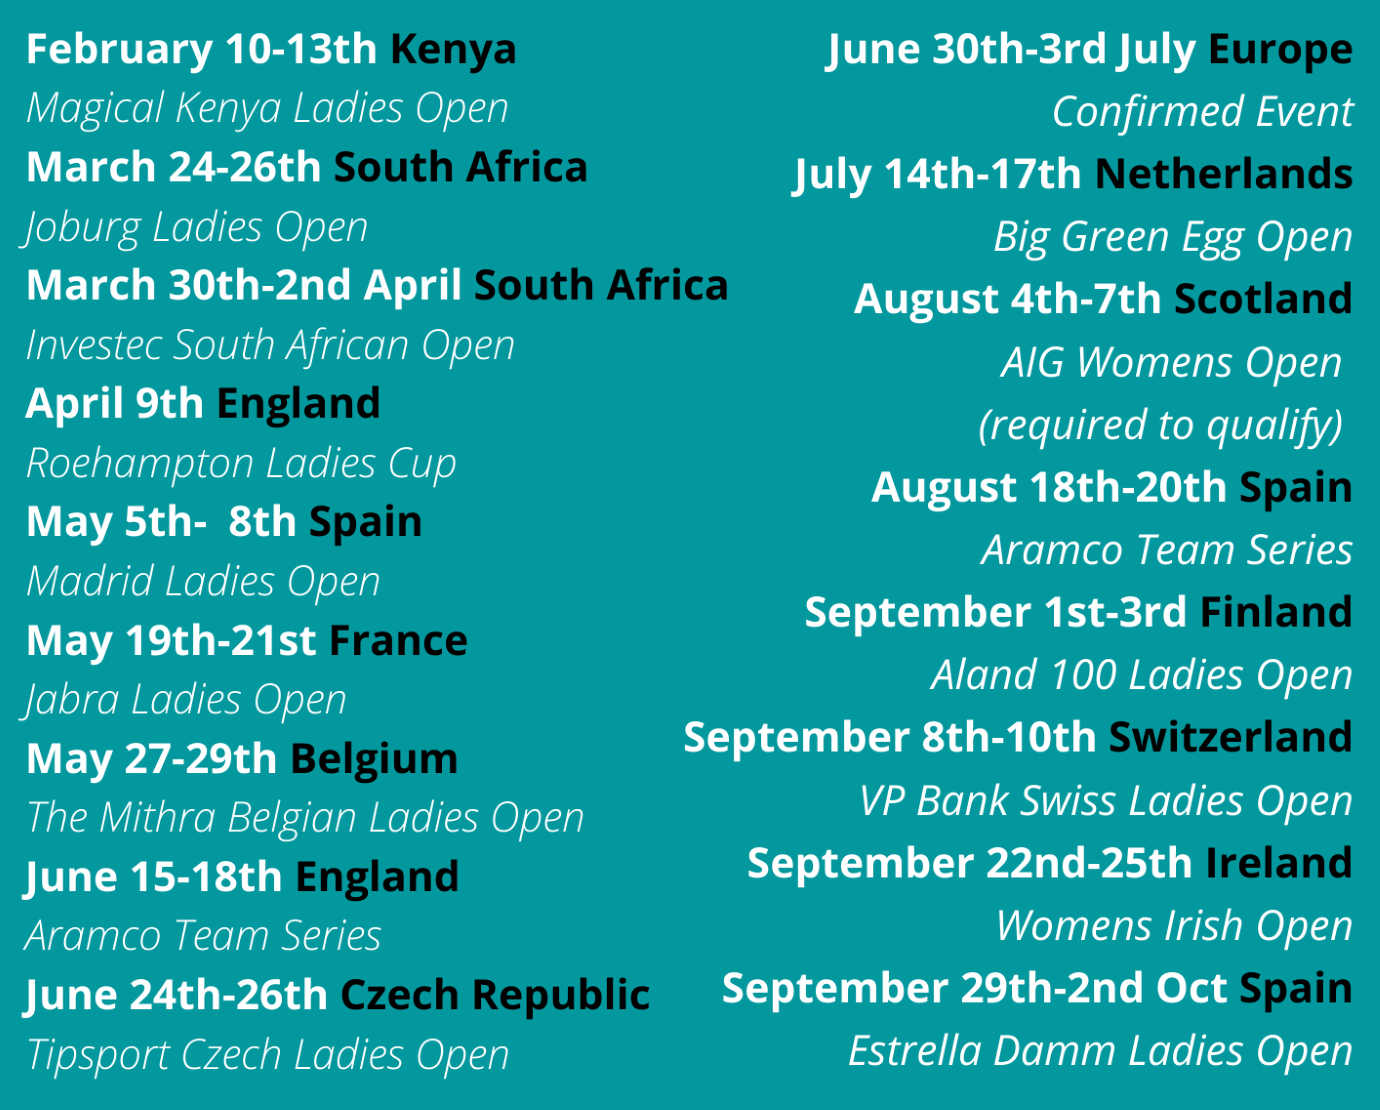 February 10-13th Kenya
Magical Kenya Ladies Open
March 24-26th South Africa
Joburg Ladies Open
March 30th-2nd April South Africa
Investec South African Open
April 9th England
Roehampton Ladies Cup
May 5th-  8th Spain
Madrid Ladies Open
May 19th-21st France
Jabra Ladies Open
May 27-29th Belgium
The Mithra Belgian Ladies Open
June 15-18th England
Aramco Team Series
June 24th-26th Czech Republic
Tipsport Czech Ladies Open
June 30th-3rd July Europe
Confirmed Event
July 14th-17th Netherlands
Big Green Egg Open
August 4th-7th Scotland
AIG Womens Open
(required to qualify)
August 18th-20th Spain
Aramco Team Series
September 1st-3rd Finland
Aland 100 Ladies Open
September 8th-10th Switzerland
VP Bank Swiss Ladies Open
September 22nd-25th Ireland
Womens Irish Open
September 29th-2nd Oct Spain
Estrella Damm Ladies Open